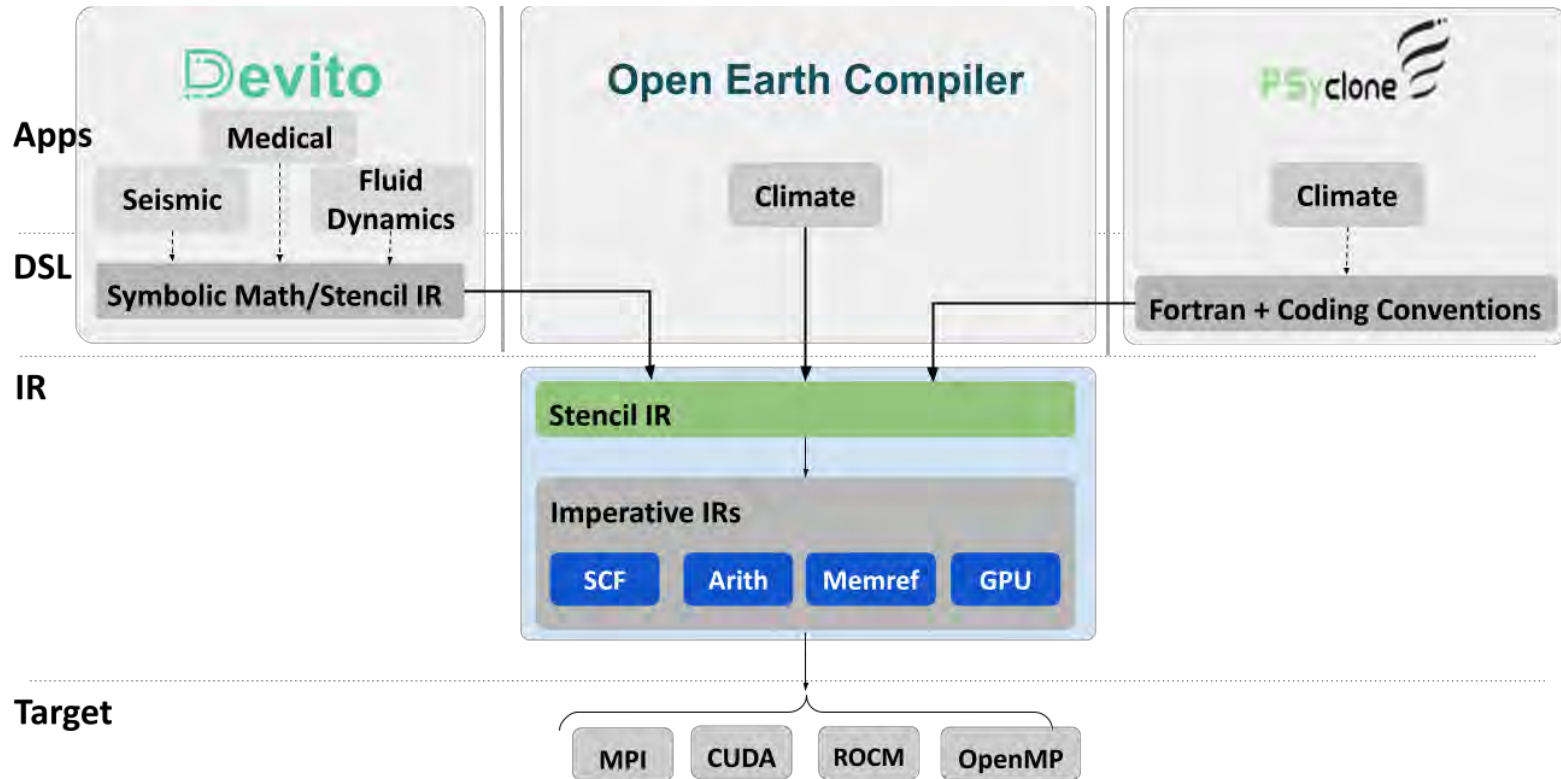 Devito
Open Earth Compiler
PSyclone
Apps
Medical
Seismic
Fluid
Dynamics
Climate
Climate
DSL
Symbolic Math/Stencil IR
Fortran + Coding Conventions
IR
Stencil IR
Imperative IRs
SCF
Arith
Memref
GPU
Target
MPI
CUDA
ROCM
OpenMP